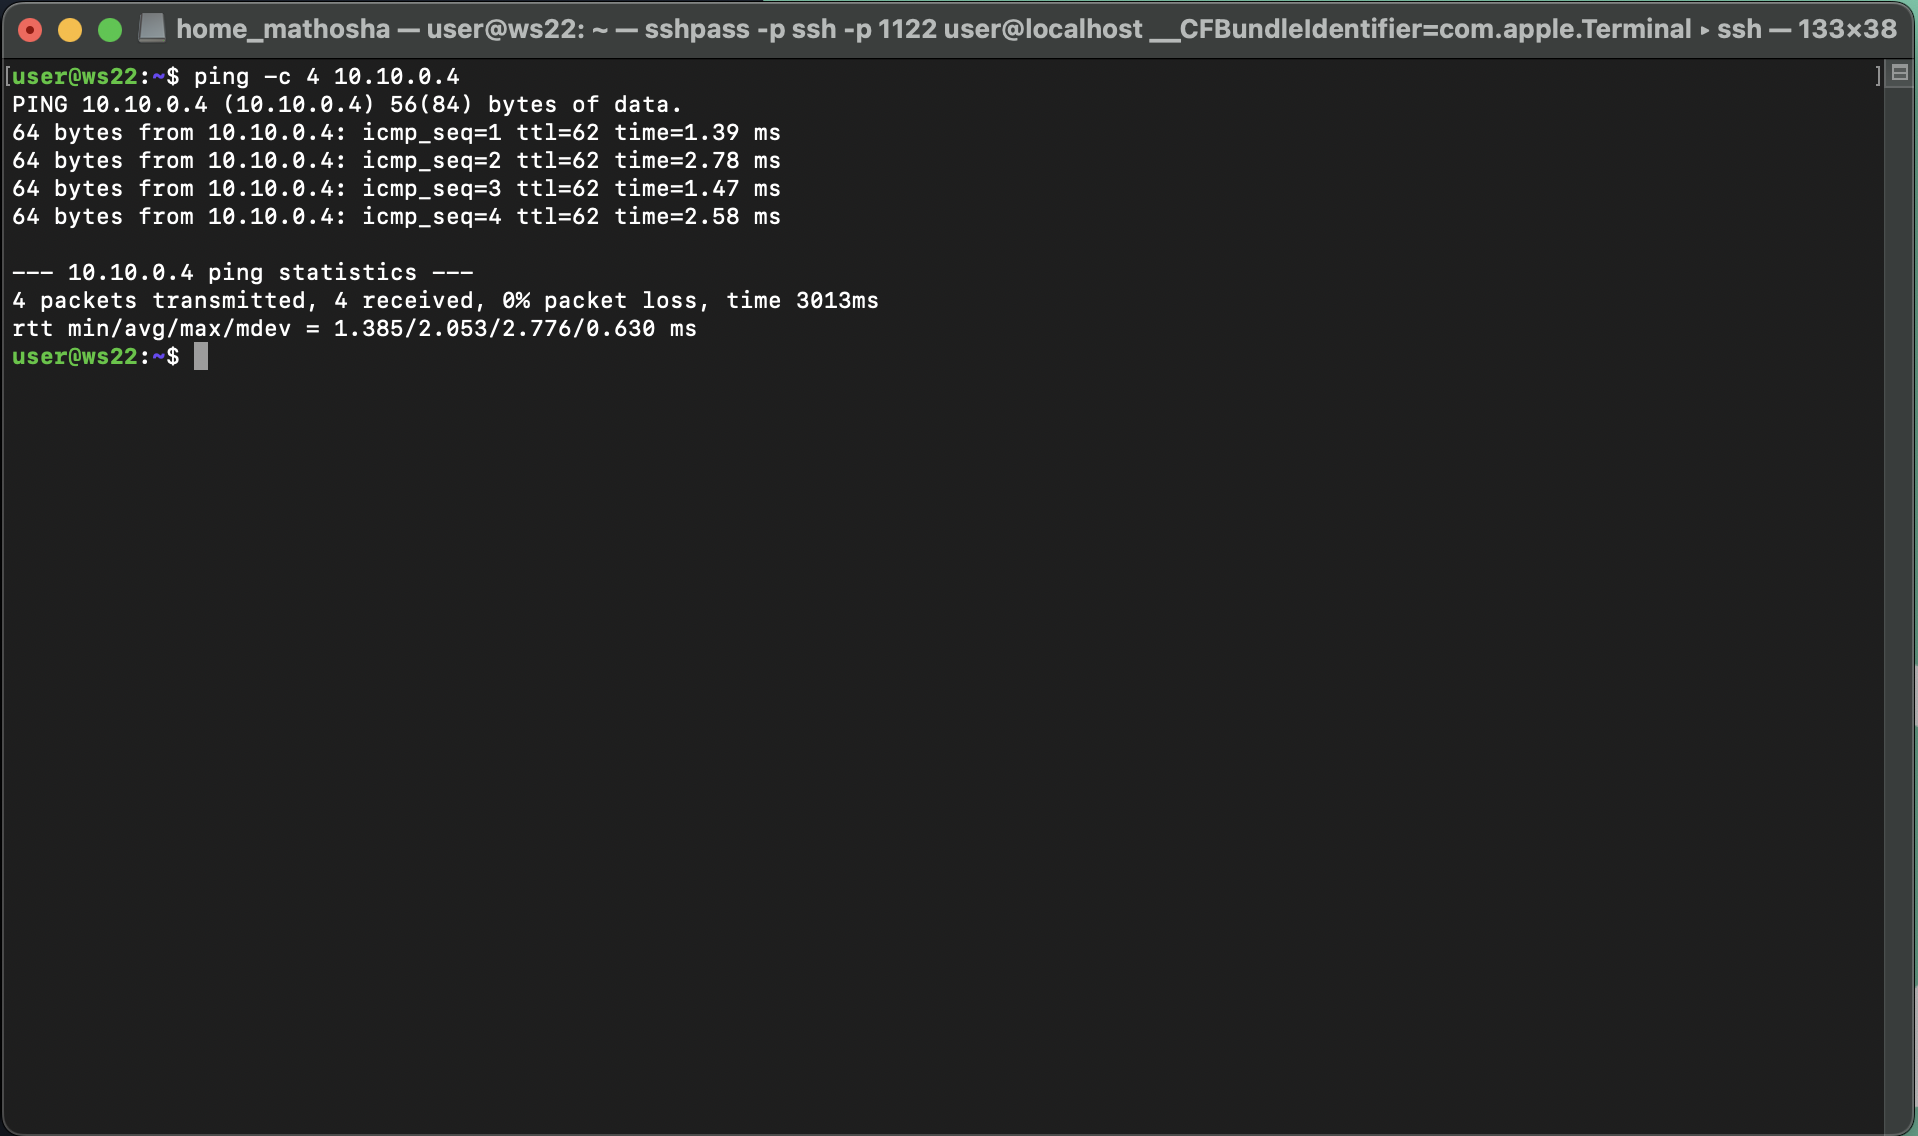 home_mathosha — user@ws22: ~ — sshpass -p ssh -p 1122 user@localhost __CFBundleIdentifier=com.apple.Terminal ▸ ssh — 133×38
[user@ws22:~$ ping -c 4 10.10.0.4 ]
PING 10.10.0.4 (10.10.0.4) 56(84) bytes of data.
64 bytes from 10.10.0.4: icmp_seq=1 ttl=62 time=1.39 ms
64 bytes from 10.10.0.4: icmp_seq=2 ttl=62 time=2.78 ms
64 bytes from 10.10.0.4: icmp_seq=3 ttl=62 time=1.47 ms
64 bytes from 10.10.0.4: icmp_seq=4 ttl=62 time=2.58 ms

--- 10.10.0.4 ping statistics ---
4 packets transmitted, 4 received, 0% packet loss, time 3013ms
rtt min/avg/max/mdev = 1.385/2.053/2.776/0.630 ms
user@ws22:~$